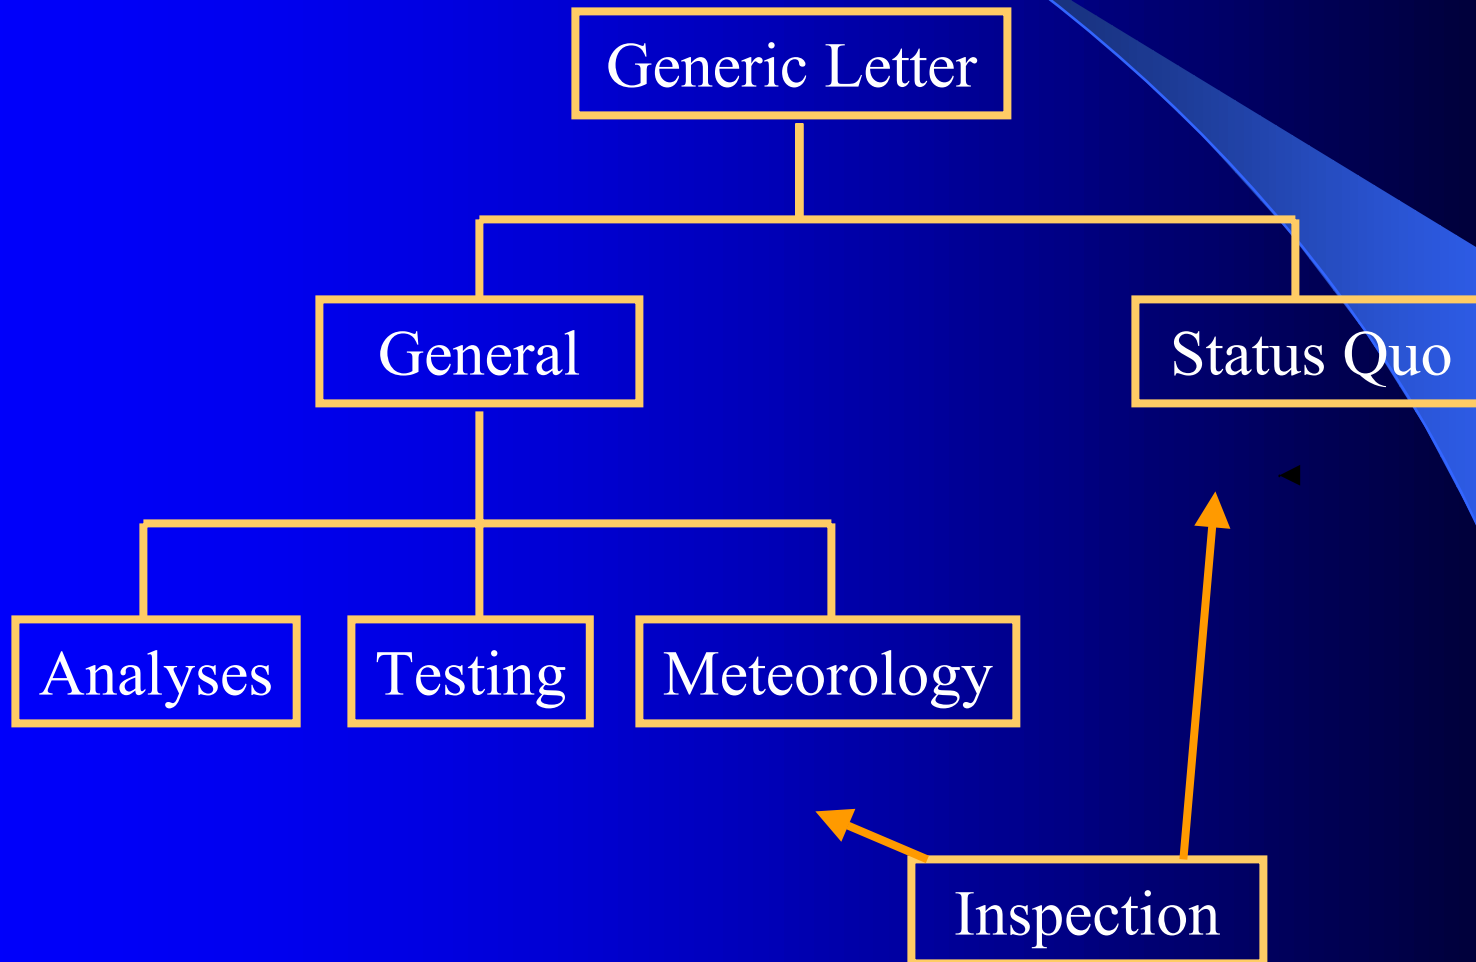 Generic Letter
General
Status Quo
Analyses
Testing
Meteorology
Inspection